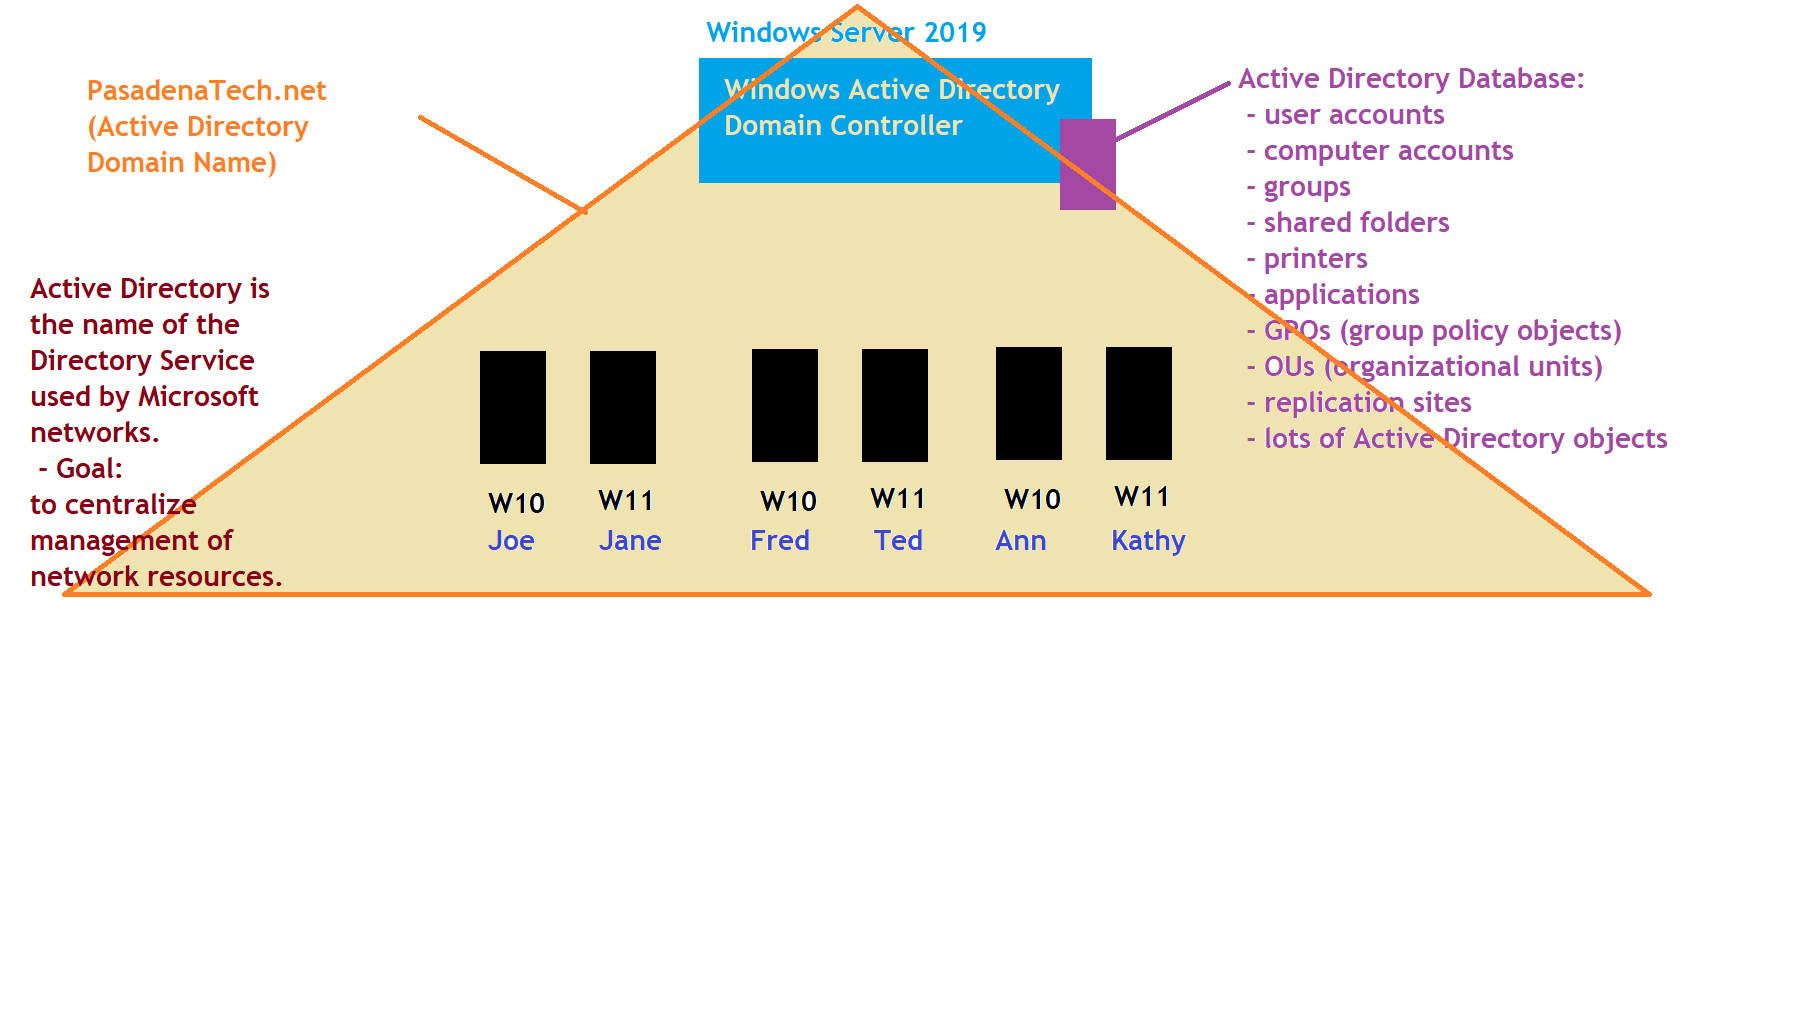 Windows Server 2019
Windows Active Directory
Domain Controller
PasadenaTech.net
(Active Directory
Domain Name)
Active Directory Database:
- user accounts
- computer accounts
- groups
- shared folders
- printers
- applications
- GPOs (group policy objects)
- OUs (organizational units)
- replication sites
- lots of Active Directory objects
Active Directory is
the name of the
Directory Service
used by Microsoft
networks.
- Goal:
to centralize
management of
network resources.
W10 W11 W10 W11 W10 W11
Joe Jane Fred Ted Ann Kathy